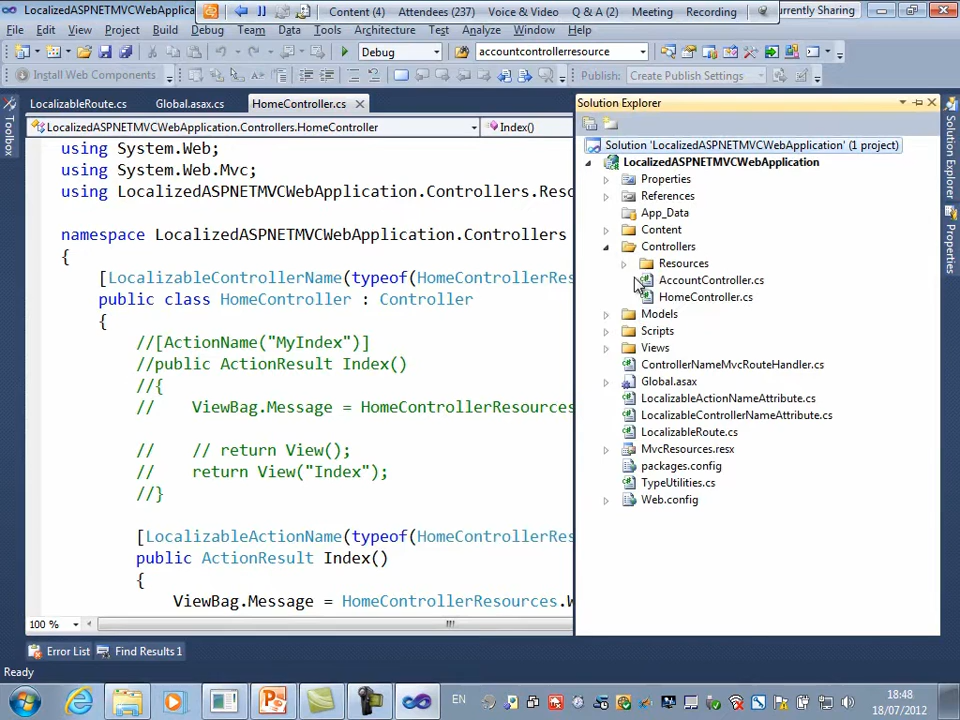 LocalizedASPNETMVCWebApplica
Content (4) Attendees (237) Voice & Video Q & A (2) Meeting Recording
rrently Sharing
File Edit View Project Build Debug Team Data Tools Architecture Test Analyze Window Help
Debug accountcontrollerresource
Install Web Components Publish: Create Publish Settings
LocalizableRoute.cs Global.asax.cs HomeController.cs
LocalizedASPNETMVCWebApplication.Controllers.HomeController Index()
Toolbox
using System.Web;
using System.Web.Mvc;
using LocalizedASPNETMVCWebApplication.Controllers.Resc
namespace LocalizedASPNETMVCWebApplication.Controllers
{
[LocalizableControllerName(typeof(HomeControllerRes
public class HomeController : Controller
{
//[ActionName("MyIndex")]
//public ActionResult Index()
//{
// ViewBag.Message = HomeControllerResources
// // return View();
// return View("Index");
//}
[LocalizableActionName(typeof(HomeControllerRes
public ActionResult Index()
{
ViewBag.Message = HomeControllerResources.W
100 %
Solution Explorer
Solution 'LocalizedASPNETMVCWebApplication' (1 project)
LocalizedASPNETMVCWebApplication
Properties
References
App_Data
Content
Controllers
Resources
AccountController.cs
HomeController.cs
Models
Scripts
Views
ControllerNameMvcRouteHandler.cs
Global.asax
LocalizableActionNameAttribute.cs
LocalizableControllerNameAttribute.cs
LocalizableRoute.cs
MvcResources.resx
packages.config
TypeUtilities.cs
Web.config
Solution Explorer
Properties
Error List Find Results 1
Ready
EN
18:48
18/07/2012